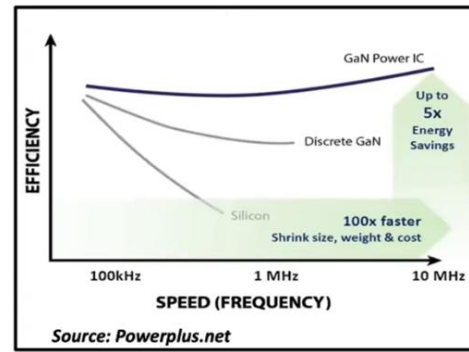 GaN Power IC
Up to
5x
Energy
Savings
EFFICIENCY
Discrete GaN
Silicon
100x faster
Shrink size, weight & cost
100kHz
1 MHz
10 MHz
SPEED (FREQUENCY)
Source: Powerplus.net